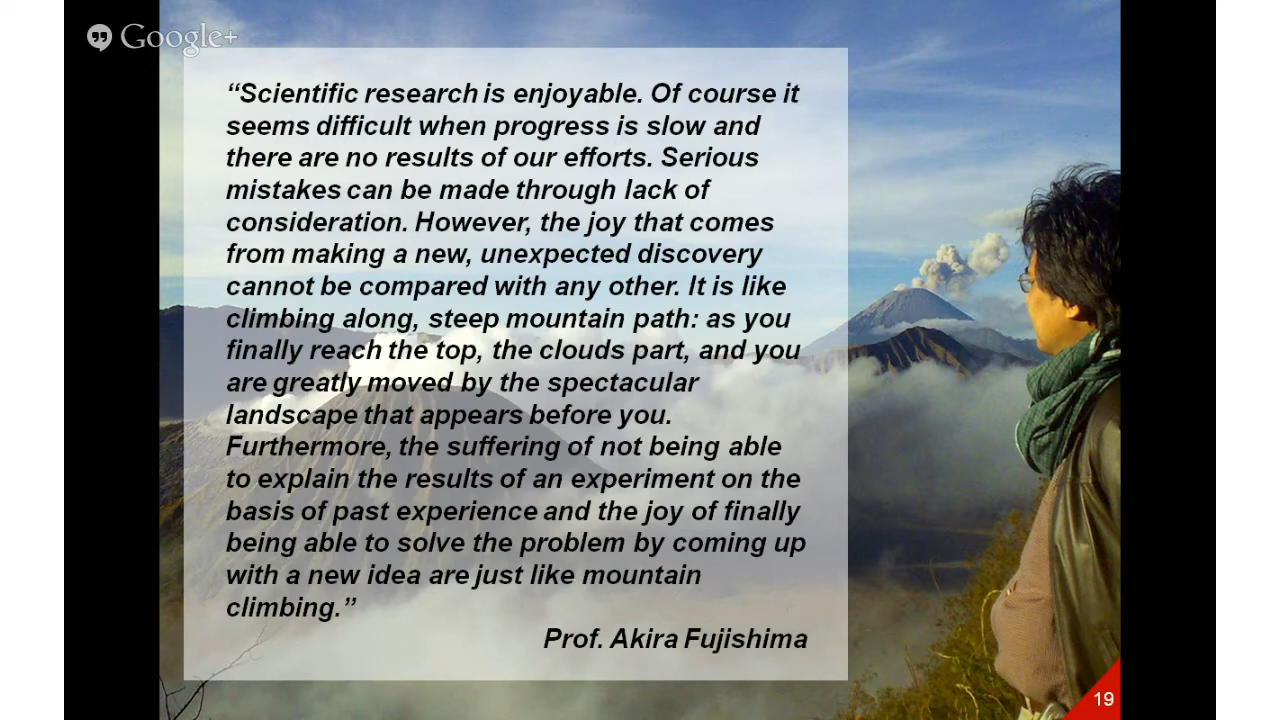 Google+
“Scientific research is enjoyable. Of course it
seems difficult when progress is slow and
there are no results of our efforts. Serious
mistakes can be made through lack of
consideration. However, the joy that comes
from making a new, unexpected discovery
cannot be compared with any other. It is like
climbing along, steep mountain path: as you
finally reach the top, the clouds part, and you
are greatly moved by the spectacular
landscape that appears before you.
Furthermore, the suffering of not being able
to explain the results of an experiment on the
basis of past experience and the joy of finally
being able to solve the problem by coming up
with a new idea are just like mountain
climbing.”
Prof. Akira Fujishima
19